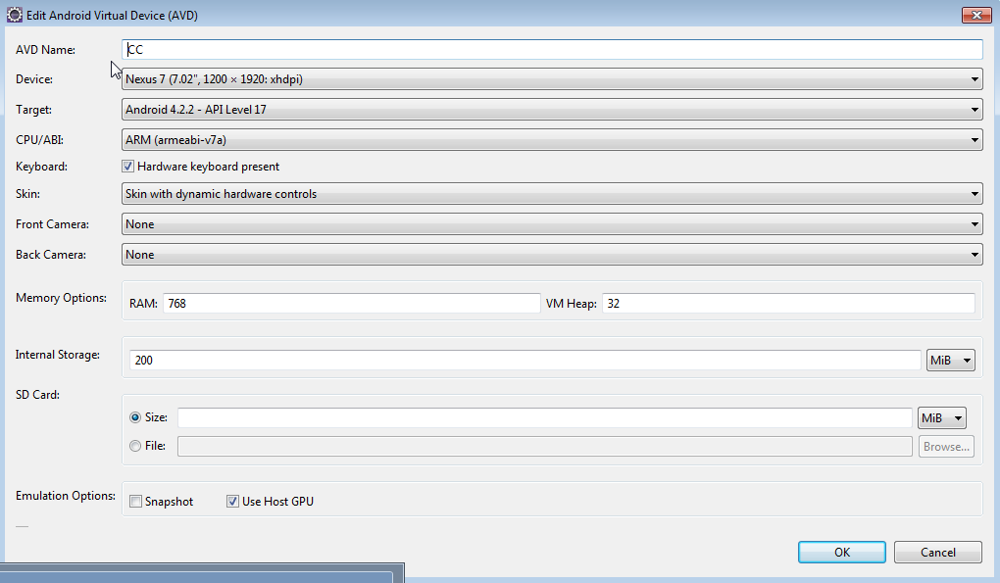 Edit Android Virtual Device (AVD)
AVD Name: CC
Device: Nexus 7 (7.02", 1200 × 1920: xhdpi)
Target: Android 4.2.2 - API Level 17
CPU/ABI: ARM (armeabi-v7a)
Keyboard: Hardware keyboard present
Skin: Skin with dynamic hardware controls
Front Camera: None
Back Camera: None
Memory Options: RAM: 768 VM Heap: 32
Internal Storage: 200 MiB
SD Card:
Size: MiB
File: Browse...
Emulation Options: Snapshot Use Host GPU
OK Cancel